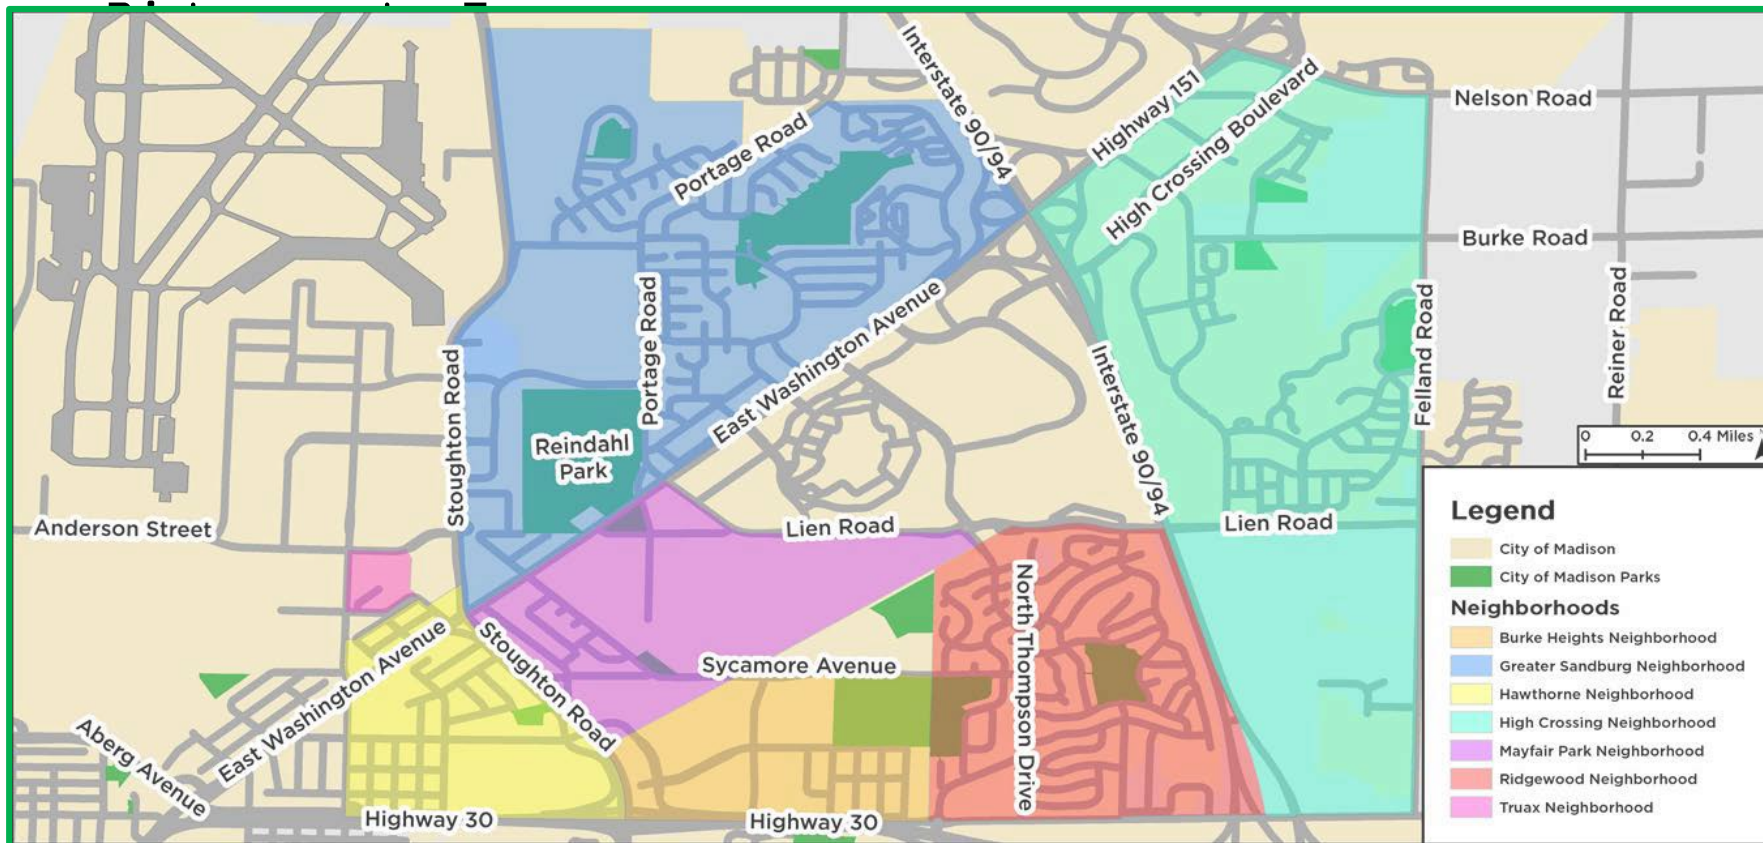 Interstate 90/94
Highway 151
High Crossing Boulevard
Nelson Road
Portage Road
Burke Road
Portage Road
East Washington Avenue
Stoughton Road
Interstate 90/94
Felland Road
Reiner Road
0 0.2 0.4 Miles
Reindahl
Park
Anderson Street
Lien Road
Lien Road
North Thompson Drive
Stoughton Road
Sycamore Avenue
East Washington Avenue
Aberg Avenue
Highway 30
Highway 30
Legend
City of Madison
City of Madison Parks
Neighborhoods
Burke Heights Neighborhood
Greater Sandburg Neighborhood
Hawthorne Neighborhood
High Crossing Neighborhood
Mayfair Park Neighborhood
Ridgewood Neighborhood
Truax Neighborhood